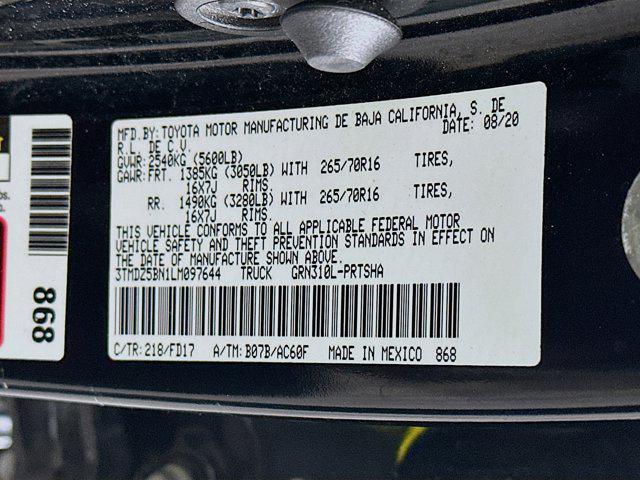 MFD.BY: TOYOTA MOTOR MANUFACTURING DE BAJA CALIFORNIA, S. DE
R.L. DE C.V. DATE: 08/20
GVWR: 2540KG (5600LB)
GAWR: FRT. 1385KG (3050LB) WITH 265/70R16 TIRES,
16X7J RIMS.
RR. 1490KG (3280LB) WITH 265/70R16 TIRES,
16X7J RIMS.
THIS VEHICLE CONFORMS TO ALL APPLICABLE FEDERAL MOTOR
VEHICLE SAFETY AND THEFT PREVENTION STANDARDS IN EFFECT ON
THE DATE OF MANUFACTURE SHOWN ABOVE.
3TMDZ5BN1LM097644 TRUCK GRN310L-PRTSHA
C/TR: 218/FD17 A/TM: B07B/AC60F MADE IN MEXICO 868
868